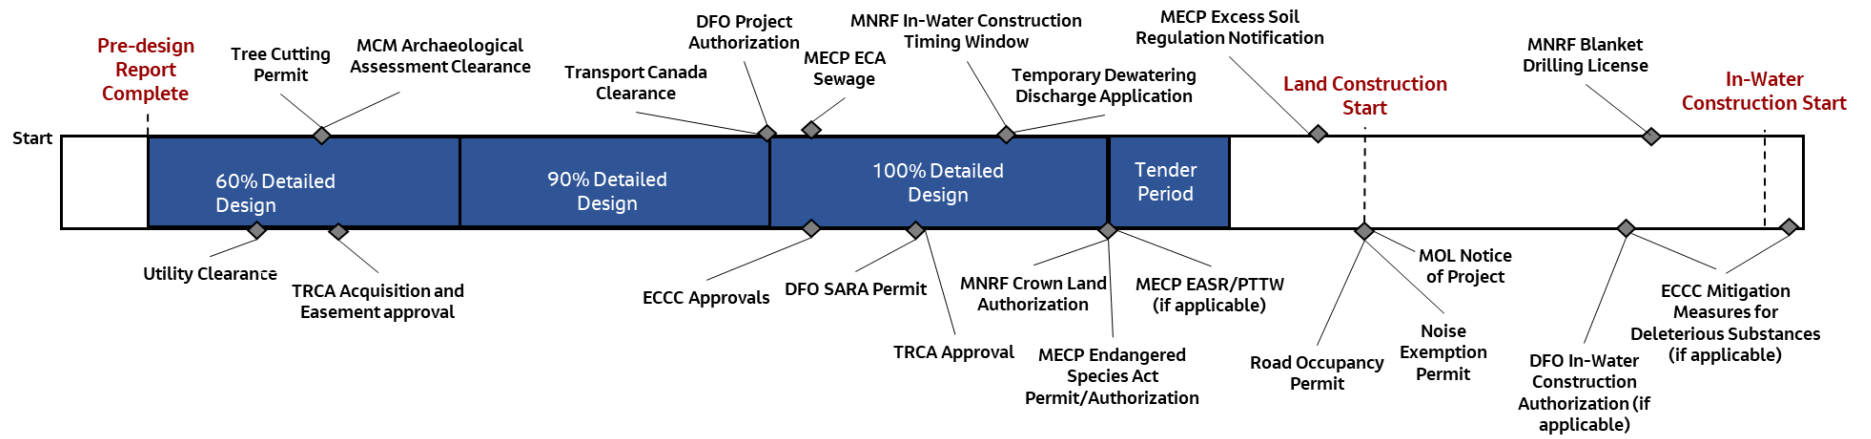 Start
Pre-design
Report
Complete
Tree Cutting
Permit
MCM Archaeological
Assessment Clearance
Transport Canada
Clearance
DFO Project
Authorization
MECP ECA
Sewage
MNRF In-Water Construction
Timing Window
Temporary Dewatering
Discharge Application
MECP Excess Soil
Regulation Notification
Land Construction
Start
MNRF Blanket
Drilling License
In-Water
Construction Start
60% Detailed
Design
90% Detailed
Design
100% Detailed
Design
Tender
Period
Utility Clearance
TRCA Acquisition and
Easement approval
ECCC Approvals
DFO SARA Permit
TRCA Approval
MNRF Crown Land
Authorization
MECP Endangered
Species Act
Permit/Authorization
MECP EASR/PTTW
(if applicable)
Road Occupancy
Permit
MOL Notice
of Project
Noise
Exemption
Permit
DFO In-Water
Construction
Authorization (if
applicable)
ECCC Mitigation
Measures for
Deleterious Substances
(if applicable)